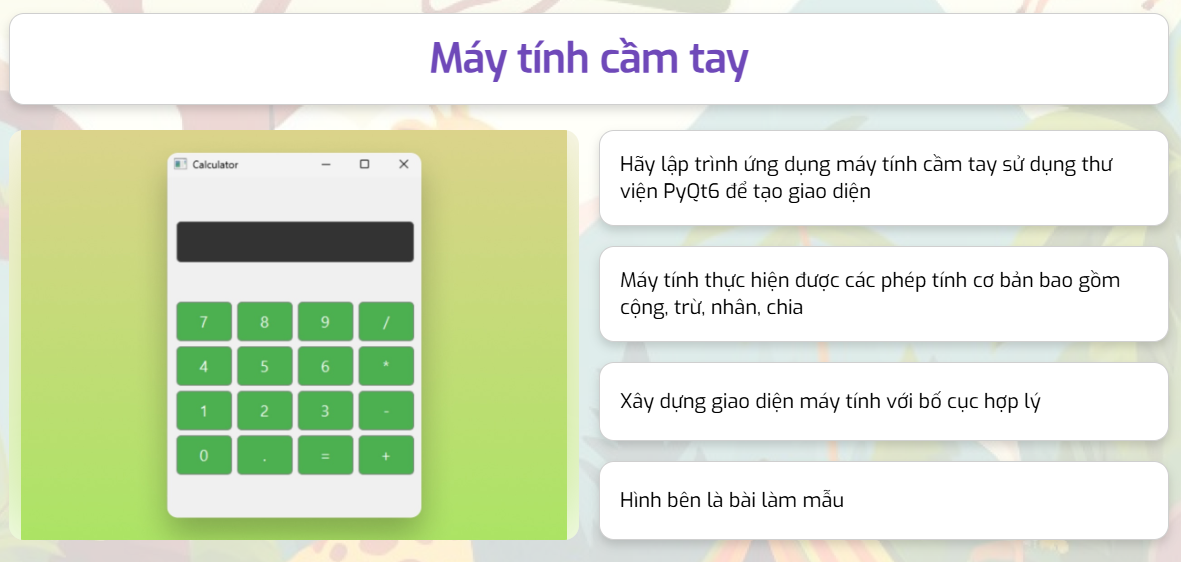 Máy tính cầm tay
Calculator
7 8 9 /
4 5 6 *
1 2 3 -
0 . = +
Hãy lập trình ứng dụng máy tính cầm tay sử dụng thư
viện PyQt6 để tạo giao diện
Máy tính thực hiện được các phép tính cơ bản bao gồm
cộng, trừ, nhân, chia
Xây dựng giao diện máy tính với bố cục hợp lý
Hình bên là bài làm mẫu